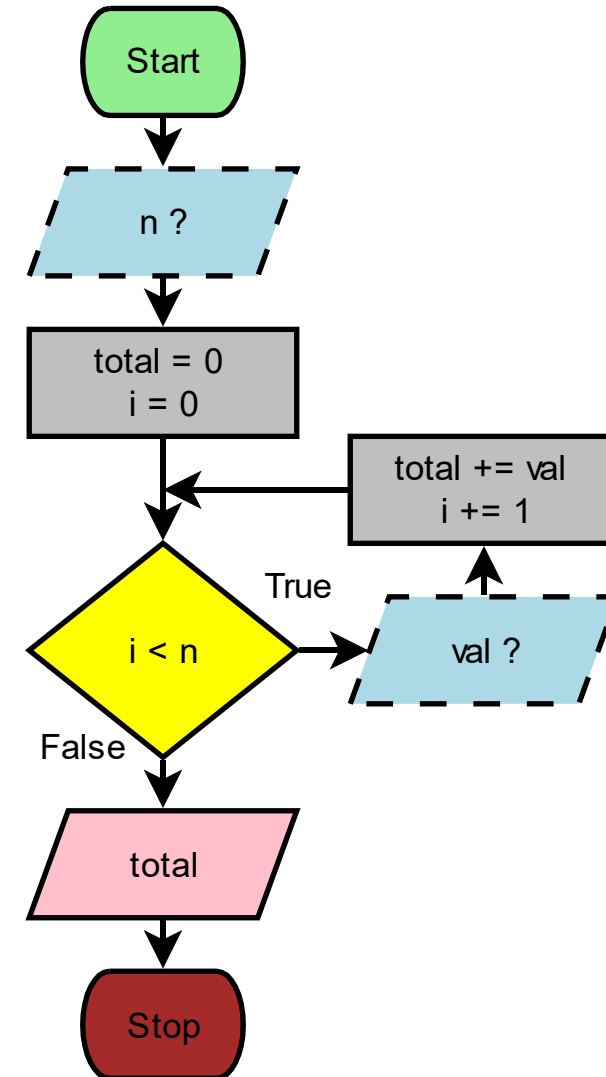 Start
n ?
total = 0
i = 0
total += val
i += 1
True
i < n
val ?
False
total
Stop